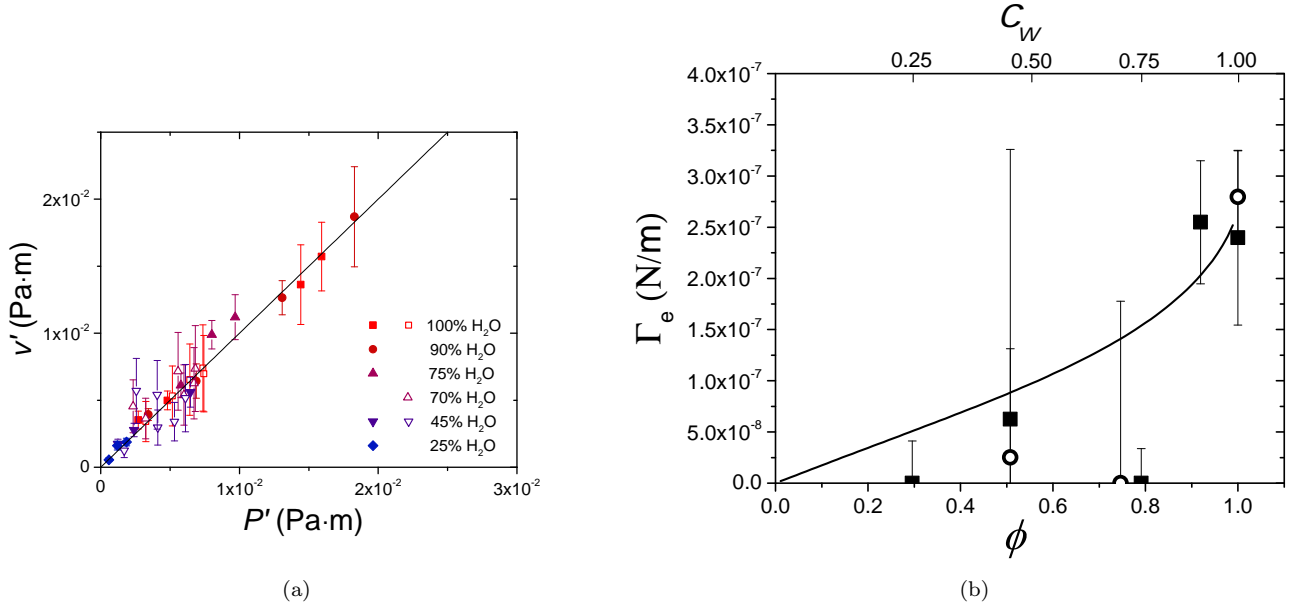 2x10⁻²
1x10⁻²
0
v′ (Pa·m)
0
1x10⁻²
2x10⁻²
3x10⁻²
P′ (Pa·m)
100% H₂O
90% H₂O
75% H₂O
70% H₂O
45% H₂O
25% H₂O
(a)
C_W
0.25
0.50
0.75
1.00
4.0x10⁻⁷
3.5x10⁻⁷
3.0x10⁻⁷
2.5x10⁻⁷
2.0x10⁻⁷
1.5x10⁻⁷
1.0x10⁻⁷
5.0x10⁻⁸
0.0
Γₑ (N/m)
0.0
0.2
0.4
0.6
0.8
1.0
ϕ
(b)